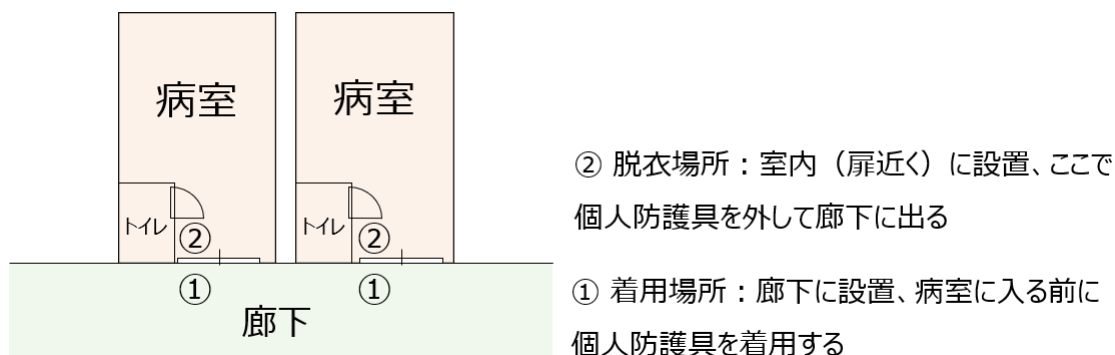 病室
病室
② 脱衣場所：室内（扉近く）に設置、ここで
個人防護具を外して廊下に出る
トイレ
②
トイレ
②
①
①
① 着用場所：廊下に設置、病室に入る前に
個人防護具を着用する
廊下